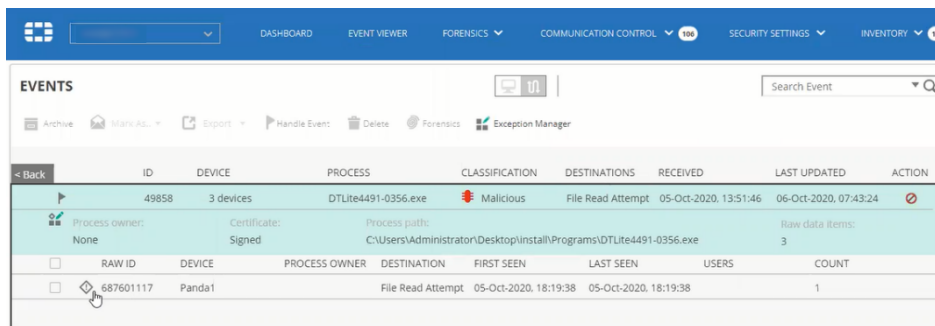 DASHBOARD EVENT VIEWER FORENSICS COMMUNICATION CONTROL 106 SECURITY SETTINGS INVENTORY
EVENTS Search Event
Archive Mark As... Export Handle Event Delete Forensics Exception Manager
< Back ID DEVICE PROCESS CLASSIFICATION DESTINATIONS RECEIVED LAST UPDATED ACTION
49858 3 devices DTLite4491-0356.exe Malicious File Read Attempt 05-Oct-2020, 13:51:46 06-Oct-2020, 07:43:24
Process owner: Certificate: Process path: Raw data items:
None Signed C:\Users\Administrator\Desktop\install\Programs\DTLite4491-0356.exe 3
RAW ID DEVICE PROCESS OWNER DESTINATION FIRST SEEN LAST SEEN USERS COUNT
687601117 Panda1 File Read Attempt 05-Oct-2020, 18:19:38 05-Oct-2020, 18:19:38 1